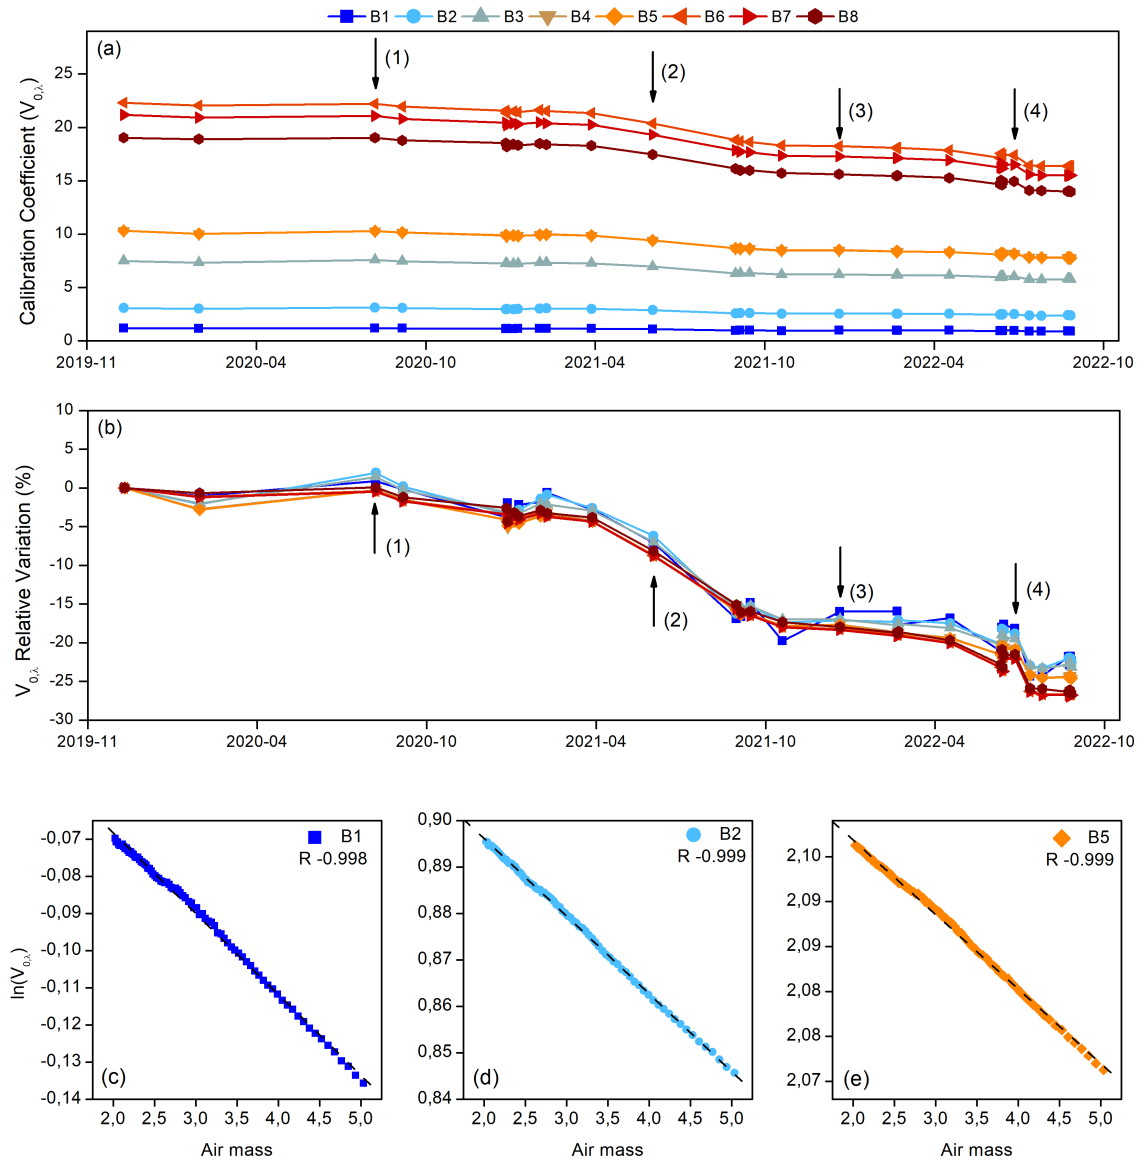 B1 B2 B3 B4 B5 B6 B7 B8
(a)
(1)
(2)
(3)
(4)
Calibration Coefficient (V0,λ)
25
20
15
10
5
0
2019-11 2020-04 2020-10 2021-04 2021-10 2022-04 2022-10
(b)
(1)
(2)
(3)
(4)
V0,λ Relative Variation (%)
10
5
0
-5
-10
-15
-20
-25
-30
2019-11 2020-04 2020-10 2021-04 2021-10 2022-04 2022-10
ln(V0,λ)
-0,07
-0,08
-0,09
-0,10
-0,11
-0,12
-0,13
-0,14
B1
R -0.998
(c)
2,0 2,5 3,0 3,5 4,0 4,5 5,0
Air mass
0,90
0,89
0,88
0,87
0,86
0,85
0,84
B2
R -0.999
(d)
2,0 2,5 3,0 3,5 4,0 4,5 5,0
Air mass
2,10
2,09
2,09
2,08
2,08
2,07
B5
R -0.999
(e)
2,0 2,5 3,0 3,5 4,0 4,5 5,0
Air mass